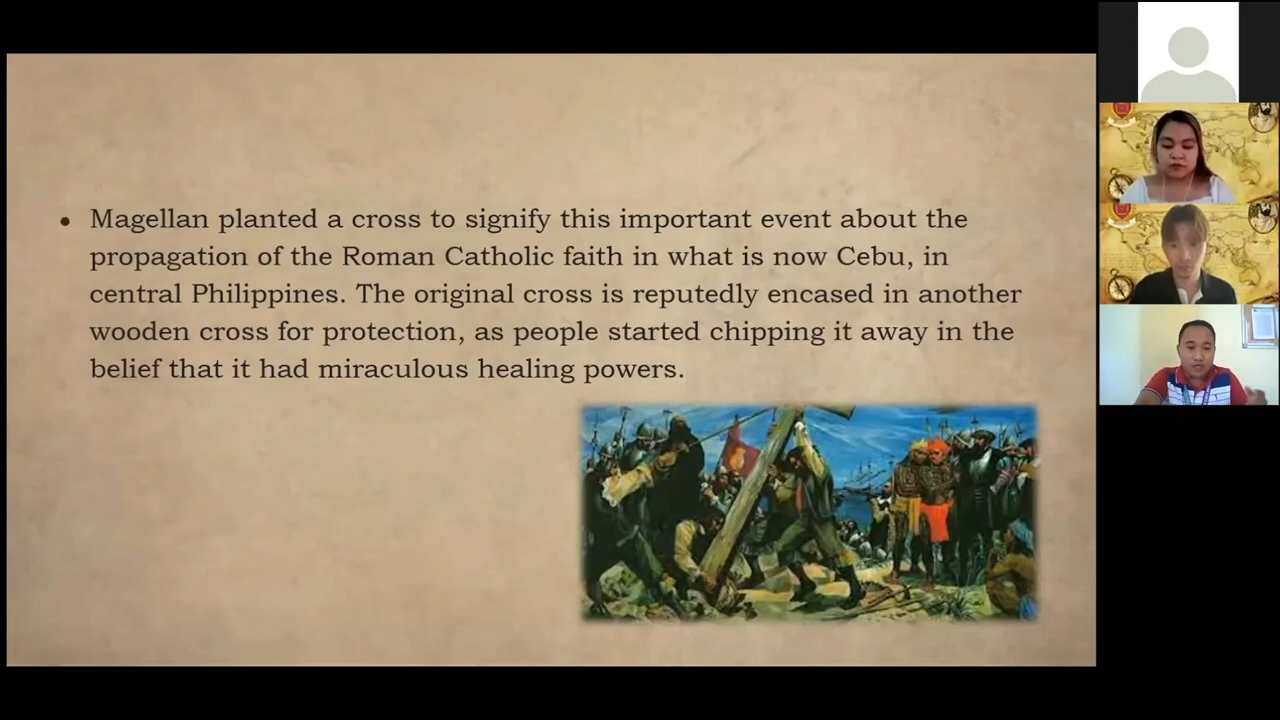 • Magellan planted a cross to signify this important event about the
propagation of the Roman Catholic faith in what is now Cebu, in
central Philippines. The original cross is reputedly encased in another
wooden cross for protection, as people started chipping it away in the
belief that it had miraculous healing powers.